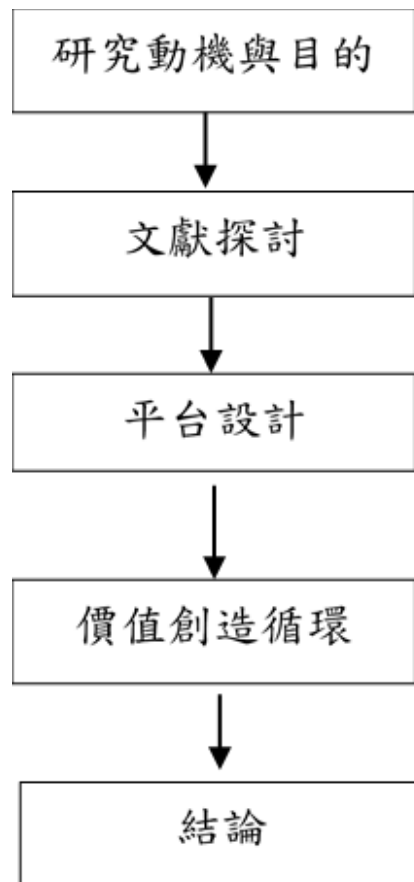 研究動機與目的
文獻探討
平台設計
價值創造循環
結論